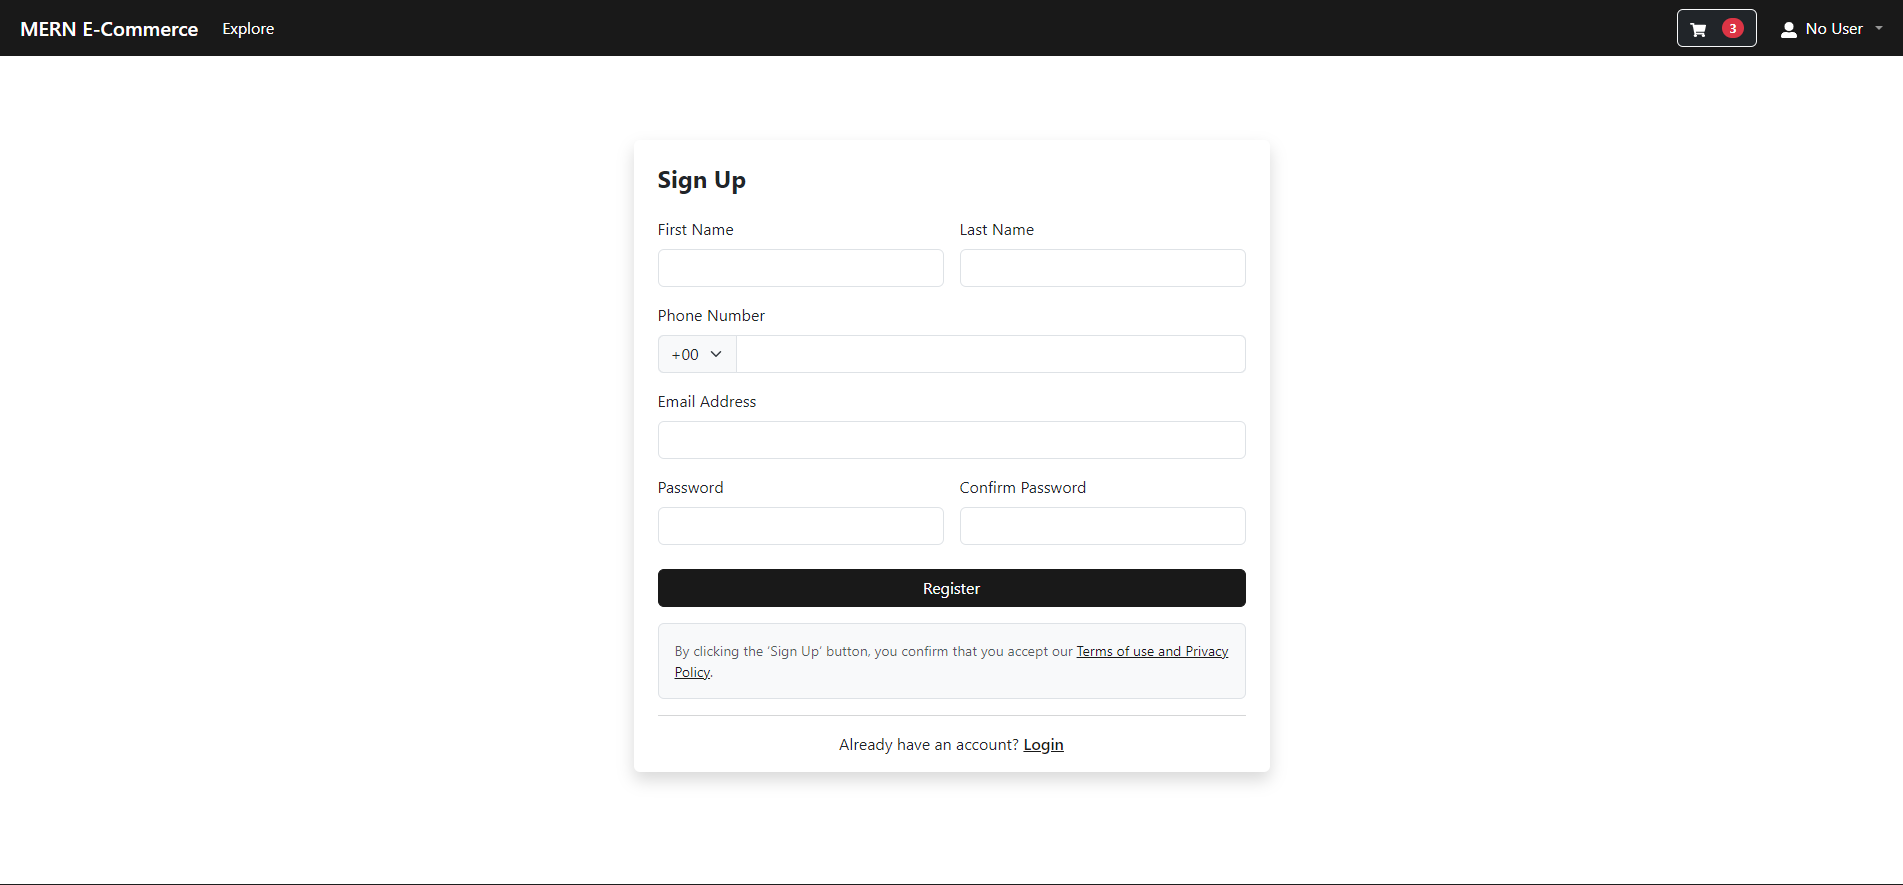 MERN E-Commerce Explore 3 No User
Sign Up
First Name Last Name
Phone Number
+00
Email Address
Password Confirm Password
Register
By clicking the 'Sign Up' button, you confirm that you accept our Terms of use and Privacy
Policy.
Already have an account? Login